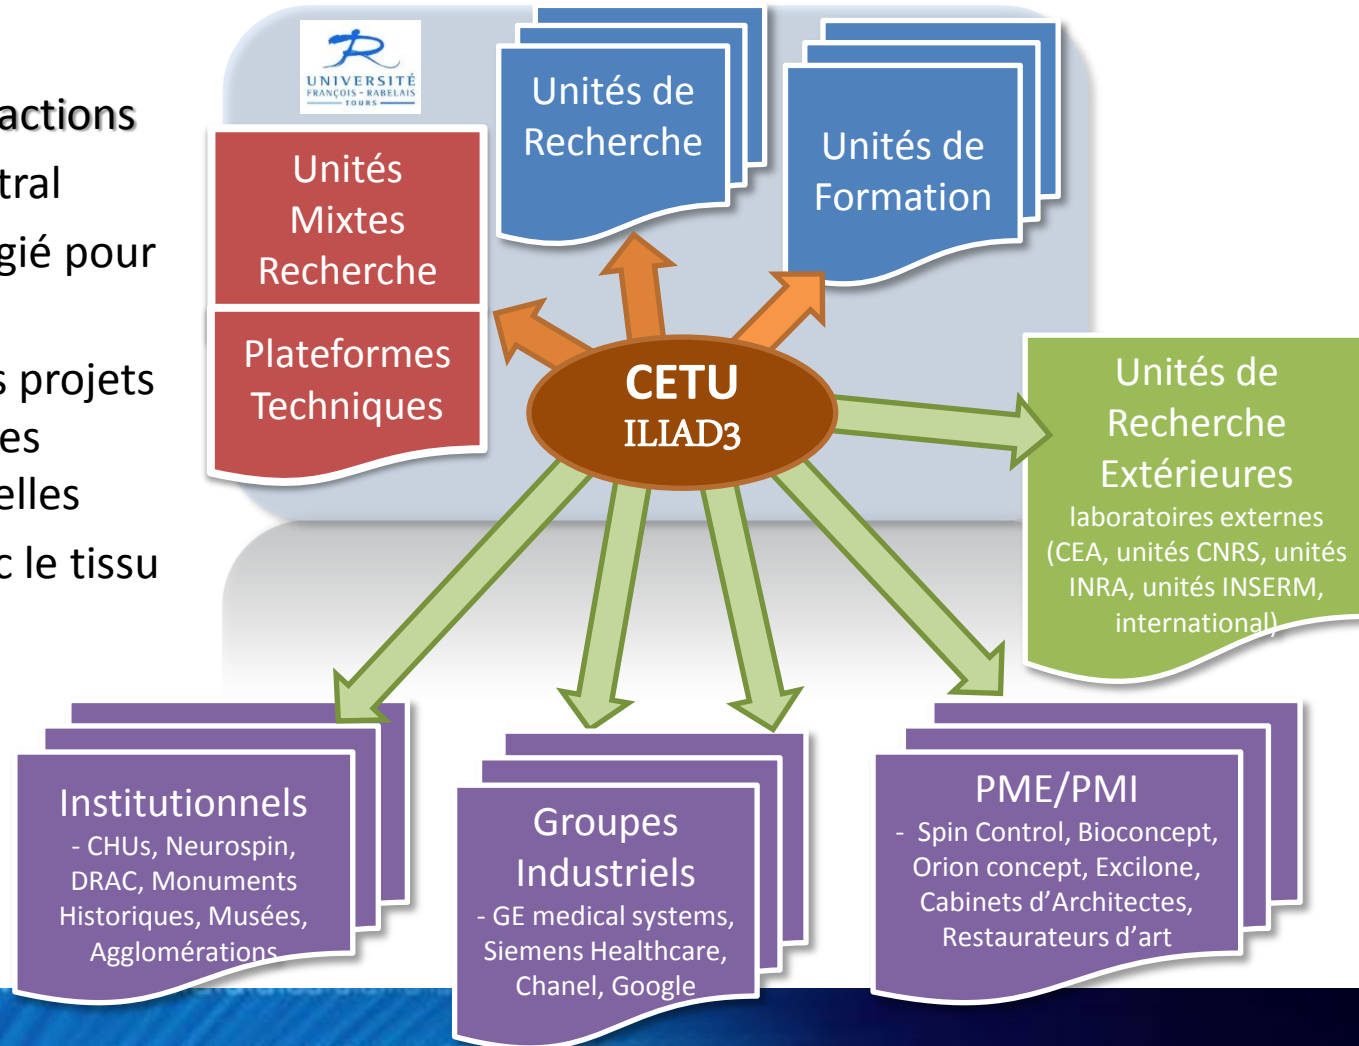 actions
tral
gié pour
s projets
es
elles
c le tissu
UNIVERSITÉ
FRANÇOIS - RABELAIS
TOURS
Unités
Mixtes
Recherche
Plateformes
Techniques
Unités de
Recherche
Unités de
Formation
CETU
ILIAD3
Unités de
Recherche
Extérieures
laboratoires externes
(CEA, unités CNRS, unités
INRA, unités INSERM,
international)
Institutionnels
- CHUs, Neurospin,
DRAC, Monuments
Historiques, Musées,
Agglomérations
Groupes
Industriels
- GE medical systems,
Siemens Healthcare,
Chanel, Google
PME/PMI
- Spin Control, Bioconcept,
Orion concept, Excilone,
Cabinets d'Architectes,
Restaurateurs d'art